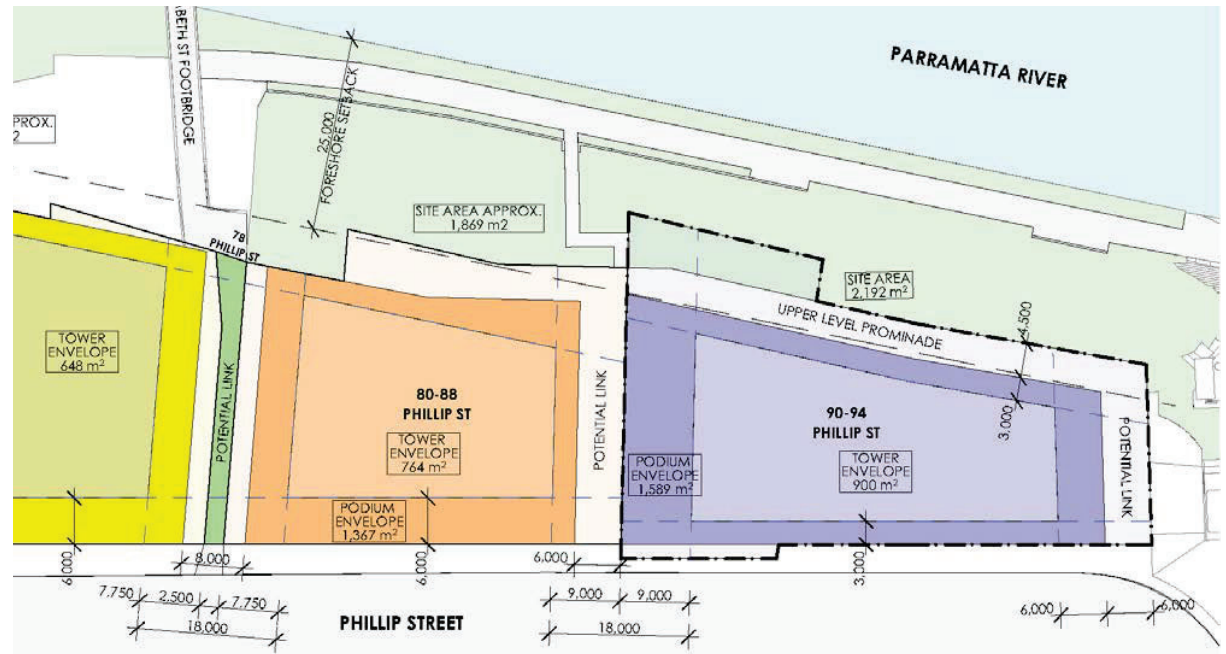 PARRAMATTA RIVER
BETH ST FOOTBRIDGE
PROX.
2
25,000
FORESHORE SETBACK
SITE AREA APPROX.
1,869 m2
78
PHILLIP ST
SITE AREA
2,192 m²
UPPER LEVEL PROMINADE
4,500
3,000
TOWER
ENVELOPE
648 m²
POTENTIAL LINK
80-88
PHILLIP ST
TOWER
ENVELOPE
764 m²
PODIUM
ENVELOPE
1,367 m²
POTENTIAL LINK
90-94
PHILLIP ST
PODIUM
ENVELOPE
1,589 m²
TOWER
ENVELOPE
900 m²
POTENTIAL LINK
6,000
8,000
6,000
6,000
3,000
7,750
2,500
7,750
18,000
9,000
9,000
18,000
6,000
6,000
PHILLIP STREET